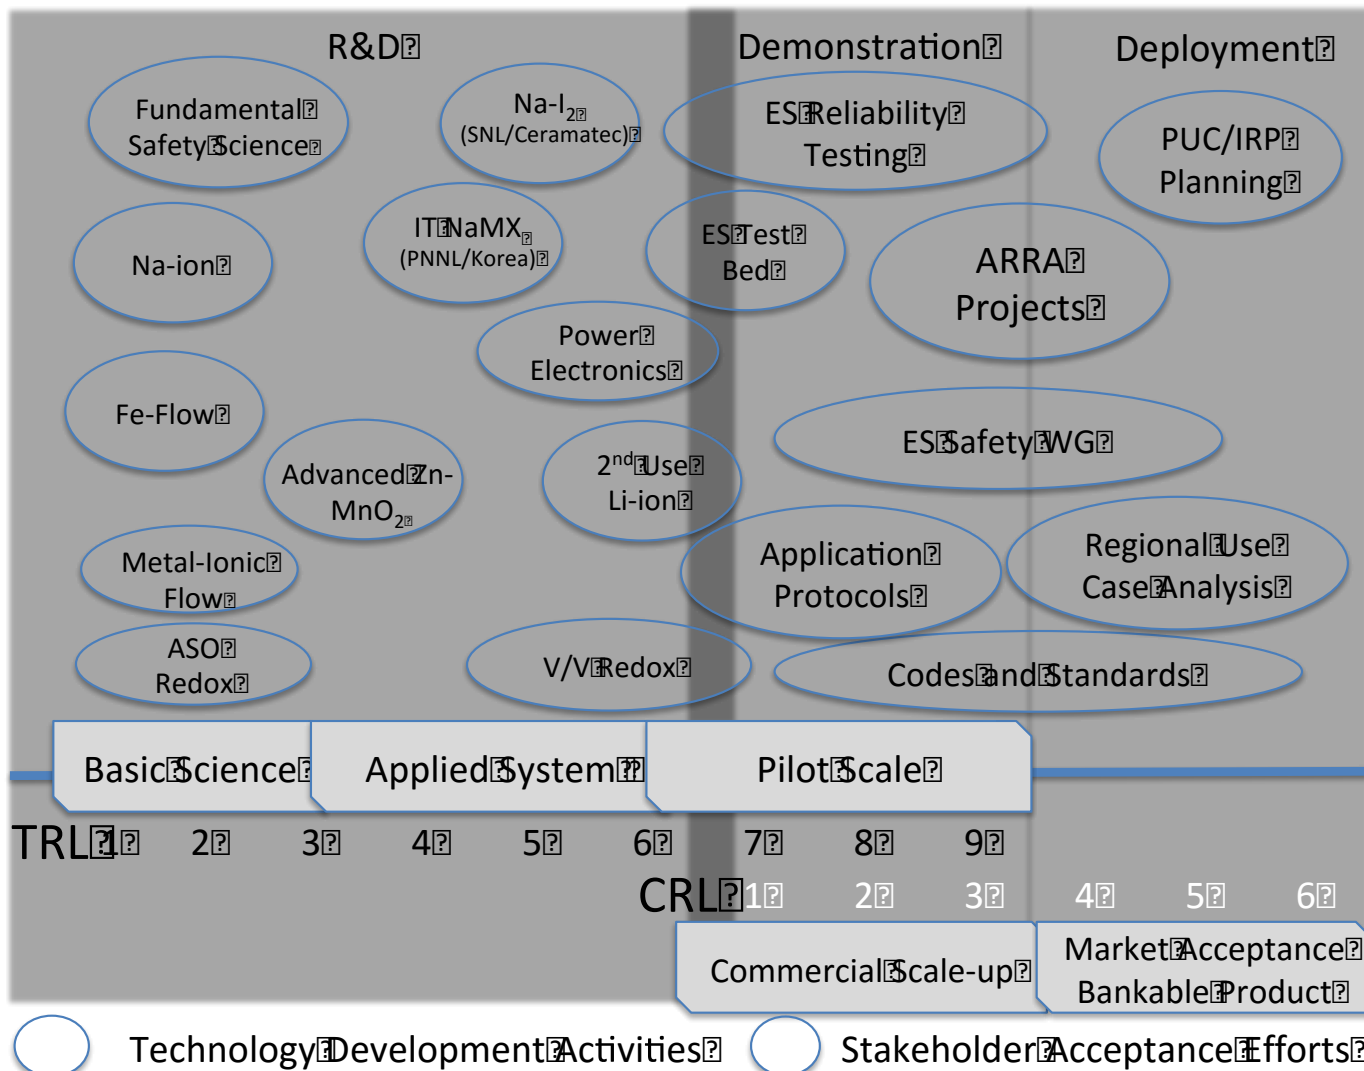 R&D
Demonstration
Deployment
Fundamental
Safety Science
Na-I2
(SNL/Ceramatec)
ES Reliability
Testing
PUC/IRP
Planning
Na-ion
IT NaMX
(PNNL/Korea)
ES Test
Bed
ARRA
Projects
Power
Electronics
Fe-Flow
Advanced Zn-
MnO2
2nd Use
Li-ion
ES Safety WG
Metal-Ionic
Flow
Application
Protocols
Regional Use
Case Analysis
ASO
Redox
V/V Redox
Codes and Standards
Basic Science
Applied System
Pilot Scale
TRL 1 2 3 4 5 6 7 8 9
CRL 1 2 3 4 5 6
Commercial Scale-up
Market Acceptance
Bankable Product
Technology Development Activities
Stakeholder Acceptance Efforts